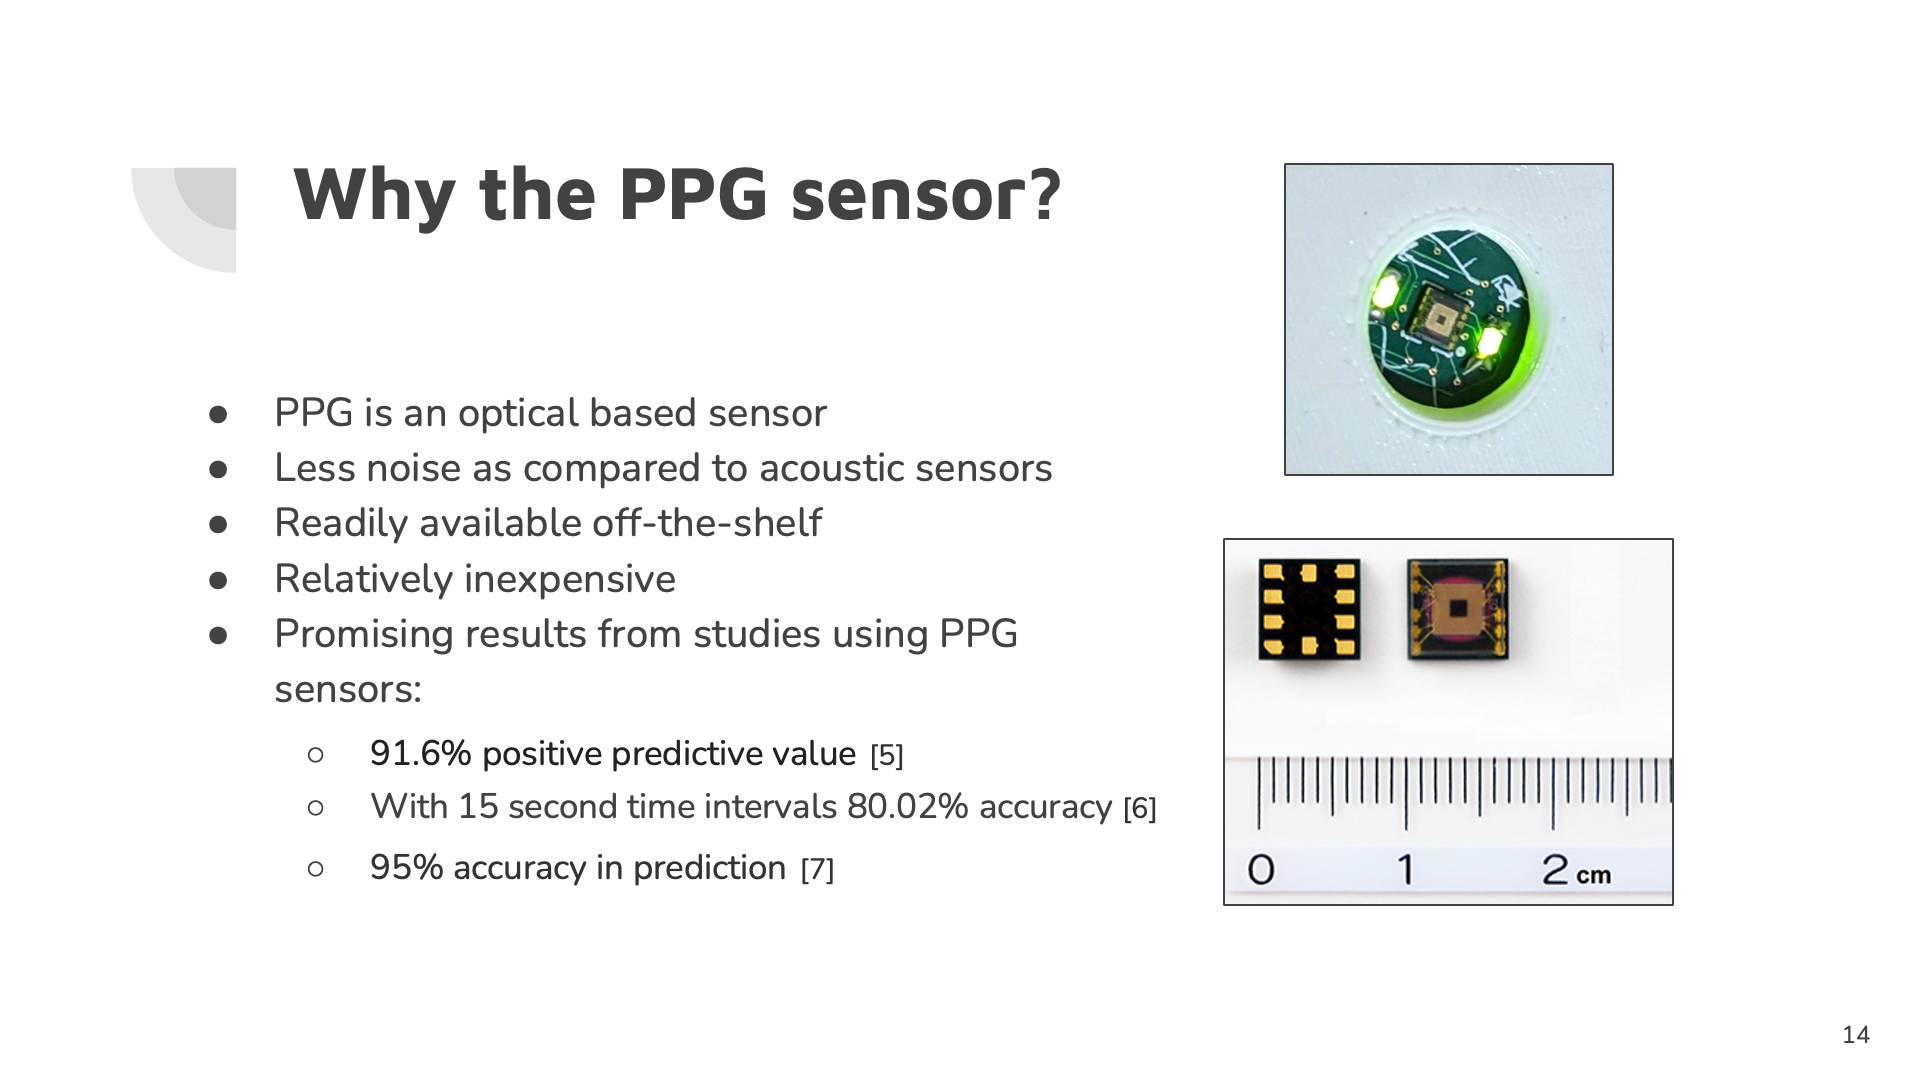 Why the PPG sensor?
● PPG is an optical based sensor
● Less noise as compared to acoustic sensors
● Readily available off-the-shelf
● Relatively inexpensive
● Promising results from studies using PPG
sensors:
○ 91.6% positive predictive value [5]
○ With 15 second time intervals 80.02% accuracy [6]
○ 95% accuracy in prediction [7]
0 1 2 cm
14